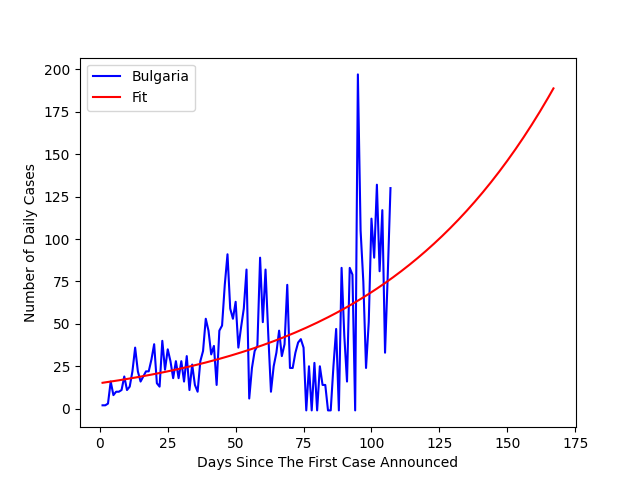 Bulgaria
Fit
200
175
150
125
100
75
50
25
0
Number of Daily Cases
0 25 50 75 100 125 150 175
Days Since The First Case Announced